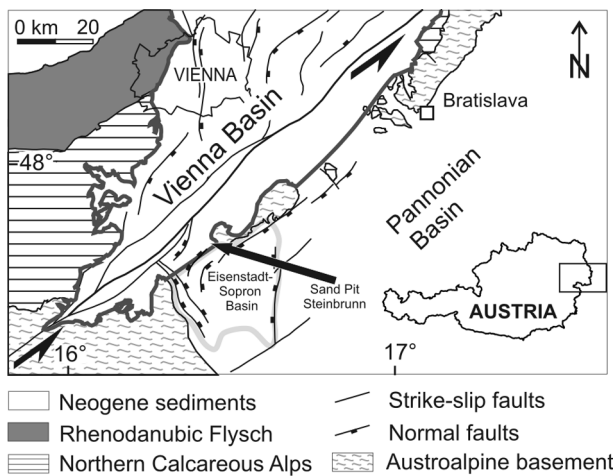 0 km 20
VIENNA
N
Bratislava
Vienna Basin
48°
Pannonian
Basin
Eisenstadt-
Sopron
Basin
Sand Pit
Steinbrunn
AUSTRIA
16°
17°
Neogene sediments
Strike-slip faults
Rhenodanubic Flysch
Normal faults
Northern Calcareous Alps
Austroalpine basement